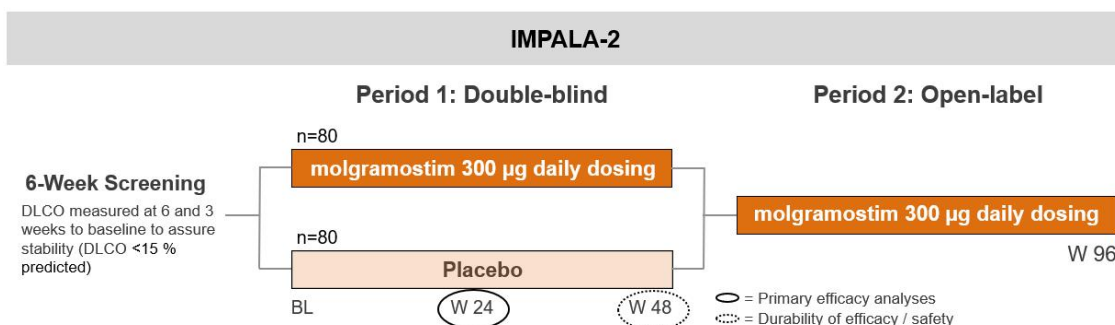 IMPALA-2
Period 1: Double-blind
Period 2: Open-label
n=80
molgramostim 300 µg daily dosing
6-Week Screening
DLCO measured at 6 and 3
weeks to baseline to assure
stability (DLCO <15 %
predicted)
molgramostim 300 µg daily dosing
W 96
n=80
Placebo
BL
W 24
W 48
= Primary efficacy analyses
= Durability of efficacy / safety